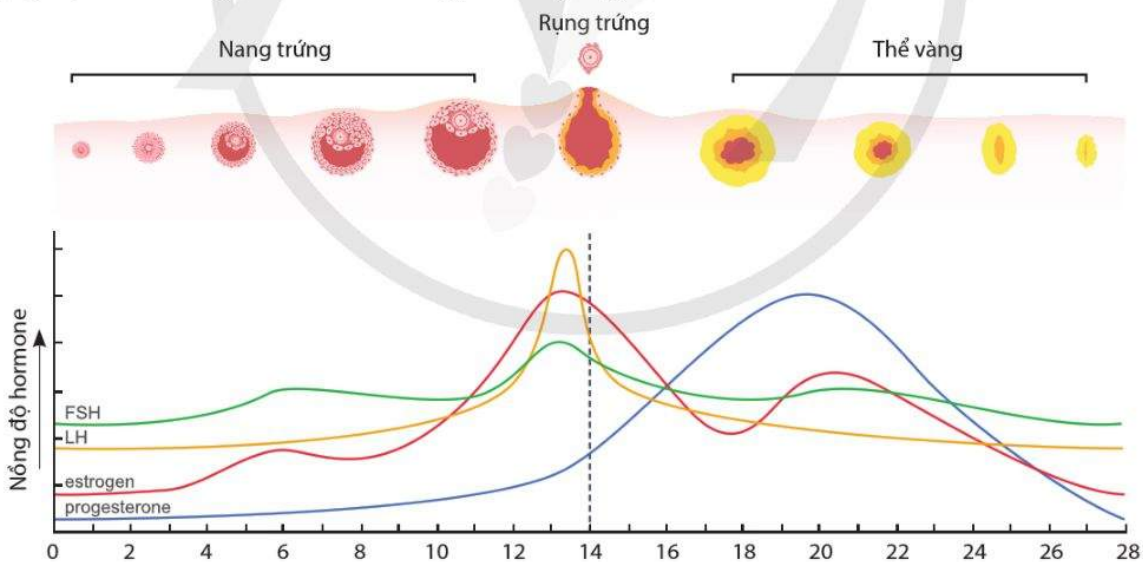 Rụng trứng
Nang trứng
Thể vàng
Nồng độ hormone
FSH
LH
estrogen
progesterone
0 2 4 6 8 10 12 14 16 18 20 22 24 26 28